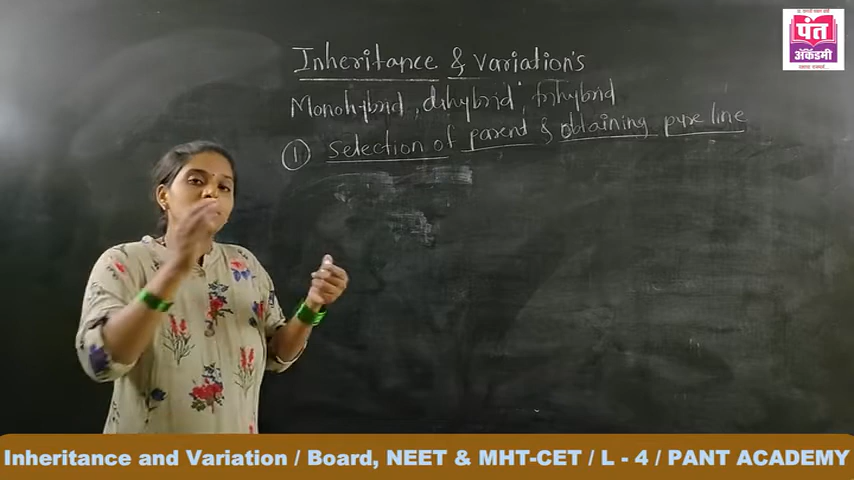 Inheritance & variation's
Monohybrid, dihybrid, trihybrid
① Selection of parent & obtaining pure line
पंत
अ‍ॅकॅडमी
Inheritance and Variation / Board, NEET & MHT-CET / L - 4 / PANT ACADEMY